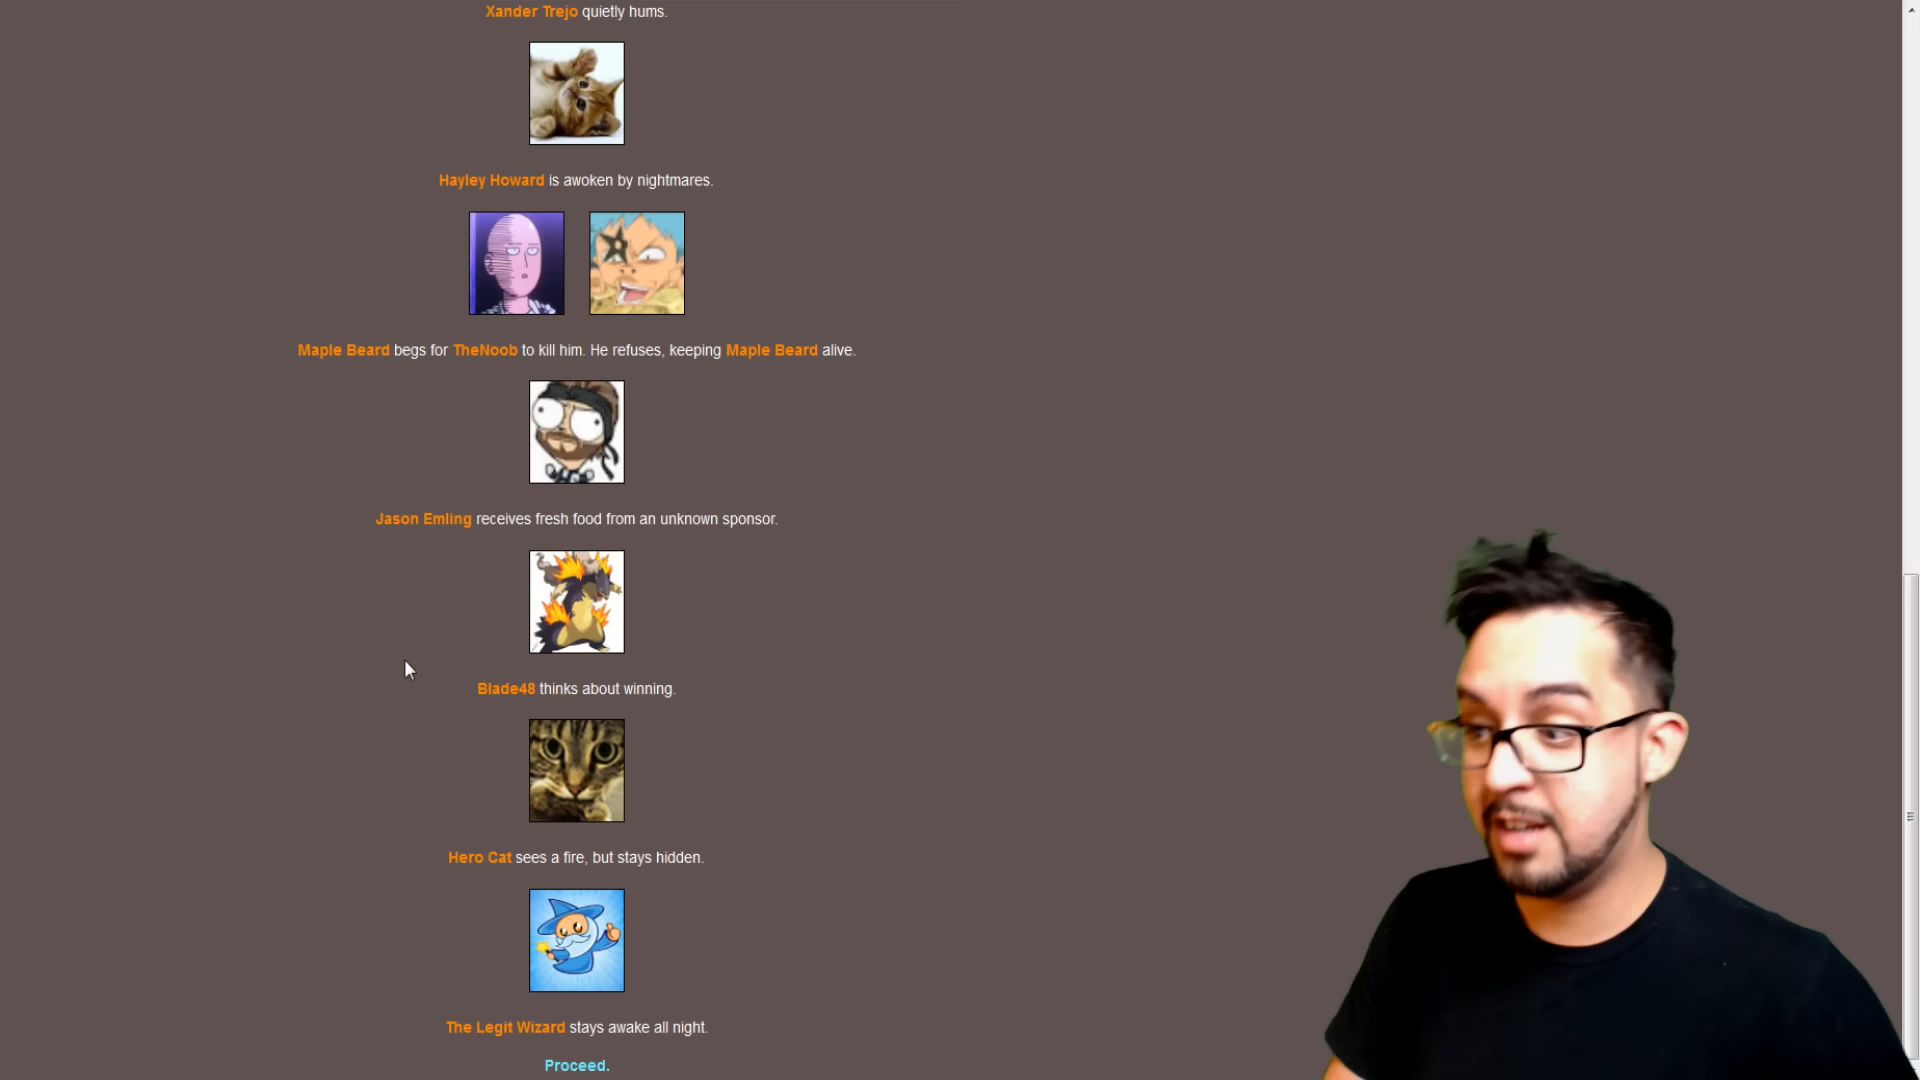 Xander Trejo quietly hums.
Hayley Howard is awoken by nightmares.
Maple Beard begs for TheNoob to kill him. He refuses, keeping Maple Beard alive.
Jason Emling receives fresh food from an unknown sponsor.
Blade48 thinks about winning.
Hero Cat sees a fire, but stays hidden.
The Legit Wizard stays awake all night.
Proceed.